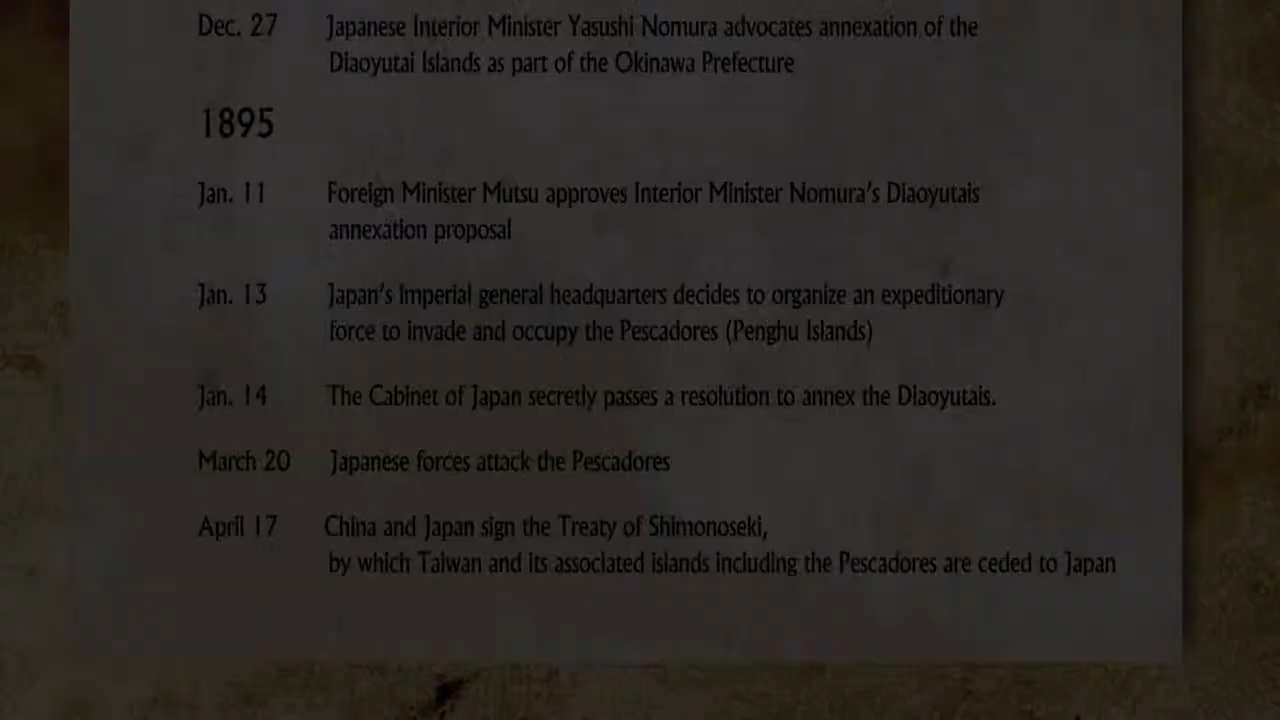 Dec. 27 Japanese Interior Minister Yasushi Nomura advocates annexation of the
Diaoyutai Islands as part of the Okinawa Prefecture
1895
Jan. 11 Foreign Minister Mutsu approves Interior Minister Nomura's Diaoyutais
annexation proposal
Jan. 13 Japan's Imperial general headquarters decides to organize an expeditionary
force to invade and occupy the Pescadores (Penghu Islands)
Jan. 14 The Cabinet of Japan secretly passes a resolution to annex the Diaoyutais.
March 20 Japanese forces attack the Pescadores
April 17 China and Japan sign the Treaty of Shimonoseki,
by which Taiwan and its associated islands including the Pescadores are ceded to Japan